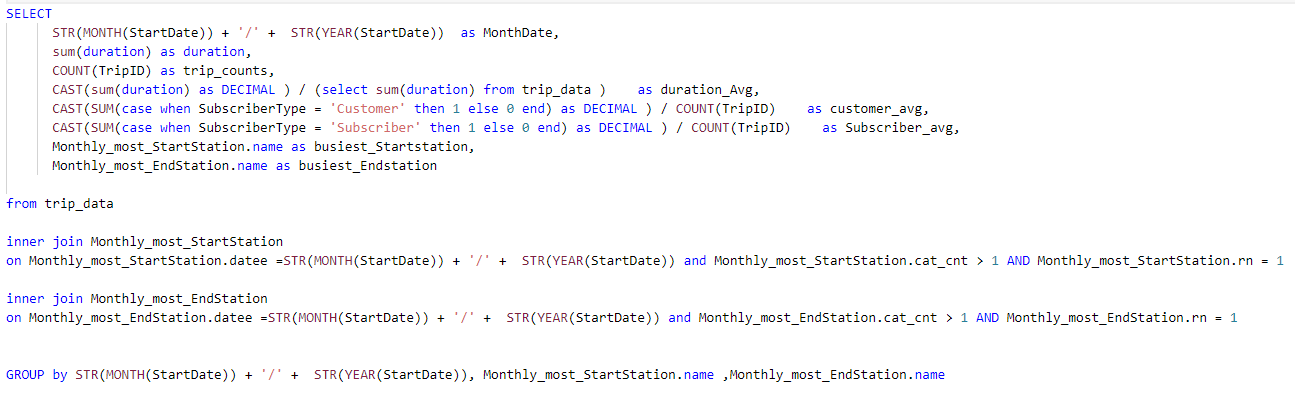 SELECT
STR(MONTH(StartDate)) + '/' +  STR(YEAR(StartDate))  as MonthDate,
sum(duration) as duration,
COUNT(TripID) as trip_counts,
CAST(sum(duration) as DECIMAL ) / (select sum(duration) from trip_data )    as duration_Avg,
CAST(SUM(case when SubscriberType = 'Customer' then 1 else 0 end) as DECIMAL ) / COUNT(TripID)    as customer_avg,
CAST(SUM(case when SubscriberType = 'Subscriber' then 1 else 0 end) as DECIMAL ) / COUNT(TripID)    as Subscriber_avg,
Monthly_most_StartStation.name as busiest_Startstation,
Monthly_most_EndStation.name as busiest_Endstation
from trip_data
inner join Monthly_most_StartStation
on Monthly_most_StartStation.datee =STR(MONTH(StartDate)) + '/' +  STR(YEAR(StartDate)) and Monthly_most_StartStation.cat_cnt > 1 AND Monthly_most_StartStation.rn = 1
inner join Monthly_most_EndStation
on Monthly_most_EndStation.datee =STR(MONTH(StartDate)) + '/' +  STR(YEAR(StartDate)) and Monthly_most_EndStation.cat_cnt > 1 AND Monthly_most_EndStation.rn = 1
GROUP by STR(MONTH(StartDate)) + '/' +  STR(YEAR(StartDate)), Monthly_most_StartStation.name ,Monthly_most_EndStation.name